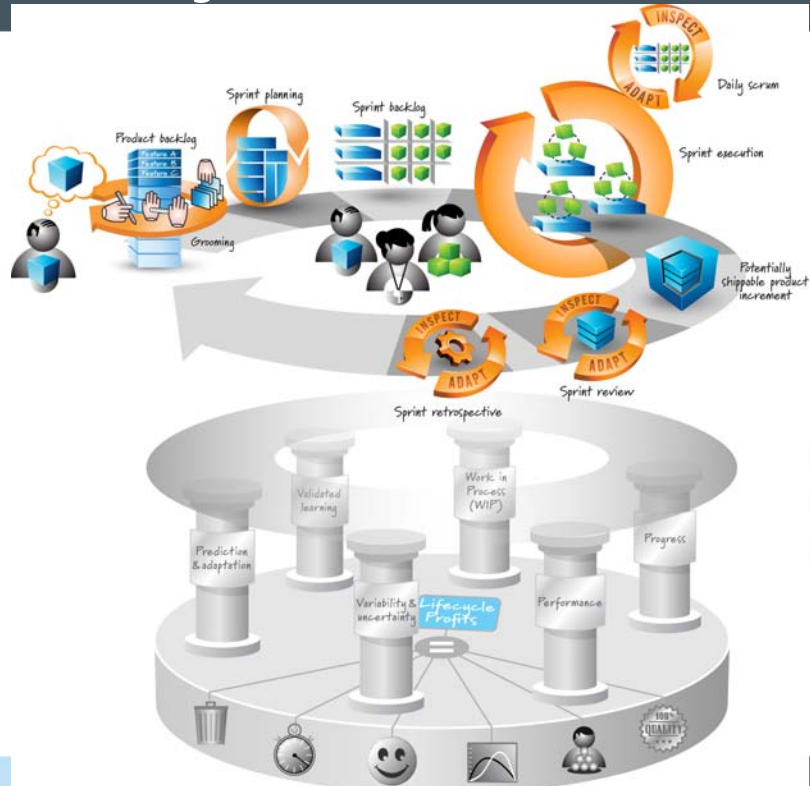 INSPECT
ADAPT
Daily scrum
Sprint planning
Sprint backlog
Product backlog
Feature A
Feature B
Feature C
Sprint execution
Grooming
Potentially
shippable product
increment
INSPECT
ADAPT
INSPECT
ADAPT
Sprint review
Sprint retrospective
Work in
Process
(WIP)
Validated
learning
Progress
Prediction
& adaptation
Variability &
uncertainty
Lifecycle
Profits
Performance
=
100%
QUALITY